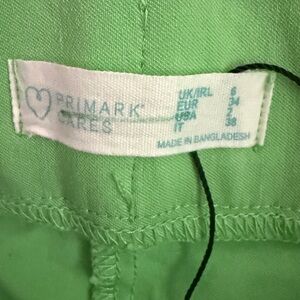 PRIMARK®
CARES
UK/IRL 6
EUR 34
USA 2
IT 38
MADE IN BANGLADESH